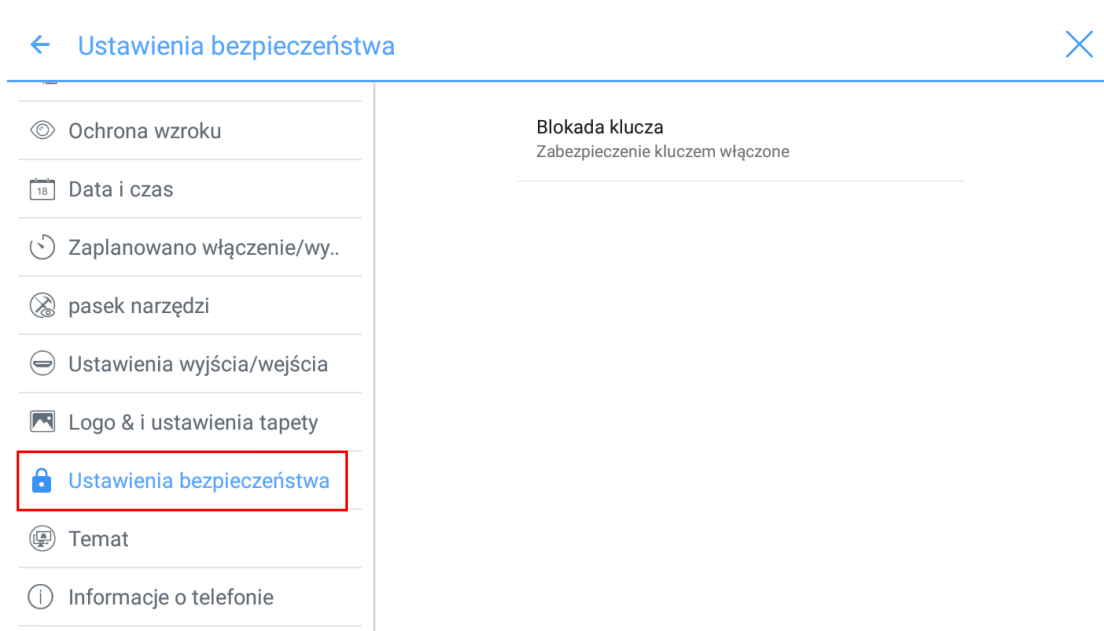 Ustawienia bezpieczeństwa
Ochrona wzroku
18
Data i czas
Zaplanowano włączenie/wy..
pasek narzędzi
Ustawienia wyjścia/wejścia
Logo & i ustawienia tapety
Ustawienia bezpieczeństwa
Temat
Informacje o telefonie
Blokada klucza
Zabezpieczenie kluczem włączone